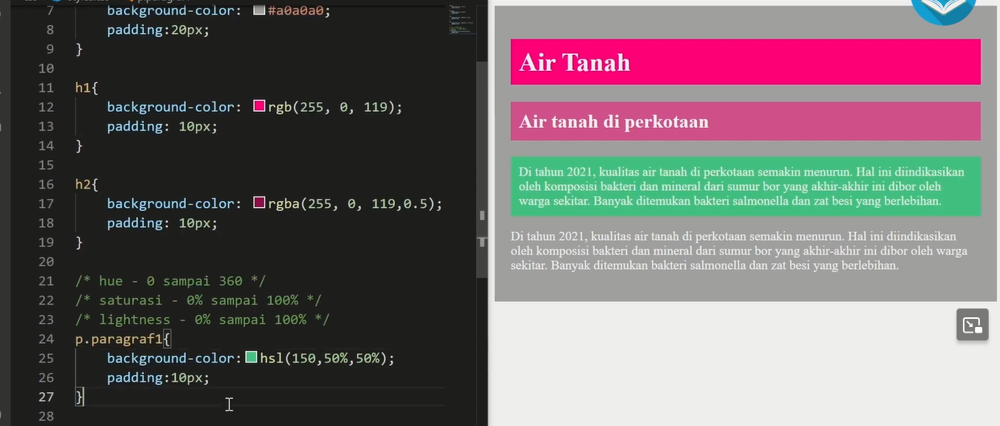 7 background-color: #a0a0a0;
8 padding:20px;
9 }
10
11 h1{
12 background-color: rgb(255, 0, 119);
13 padding: 10px;
14 }
15
16 h2{
17 background-color: rgba(255, 0, 119,0.5);
18 padding: 10px;
19 }
20
21 /* hue - 0 sampai 360 */
22 /* saturasi - 0% sampai 100% */
23 /* lightness - 0% sampai 100% */
24 p.paragraf1{
25 background-color: hsl(150,50%,50%);
26 padding:10px;
27 }
28
Air Tanah
Air tanah di perkotaan
Di tahun 2021, kualitas air tanah di perkotaan semakin menurun. Hal ini diindikasikan
oleh komposisi bakteri dan mineral dari sumur bor yang akhir-akhir ini dibor oleh
warga sekitar. Banyak ditemukan bakteri salmonella dan zat besi yang berlebihan.
Di tahun 2021, kualitas air tanah di perkotaan semakin menurun. Hal ini diindikasikan
oleh komposisi bakteri dan mineral dari sumur bor yang akhir-akhir ini dibor oleh warga
sekitar. Banyak ditemukan bakteri salmonella dan zat besi yang berlebihan.